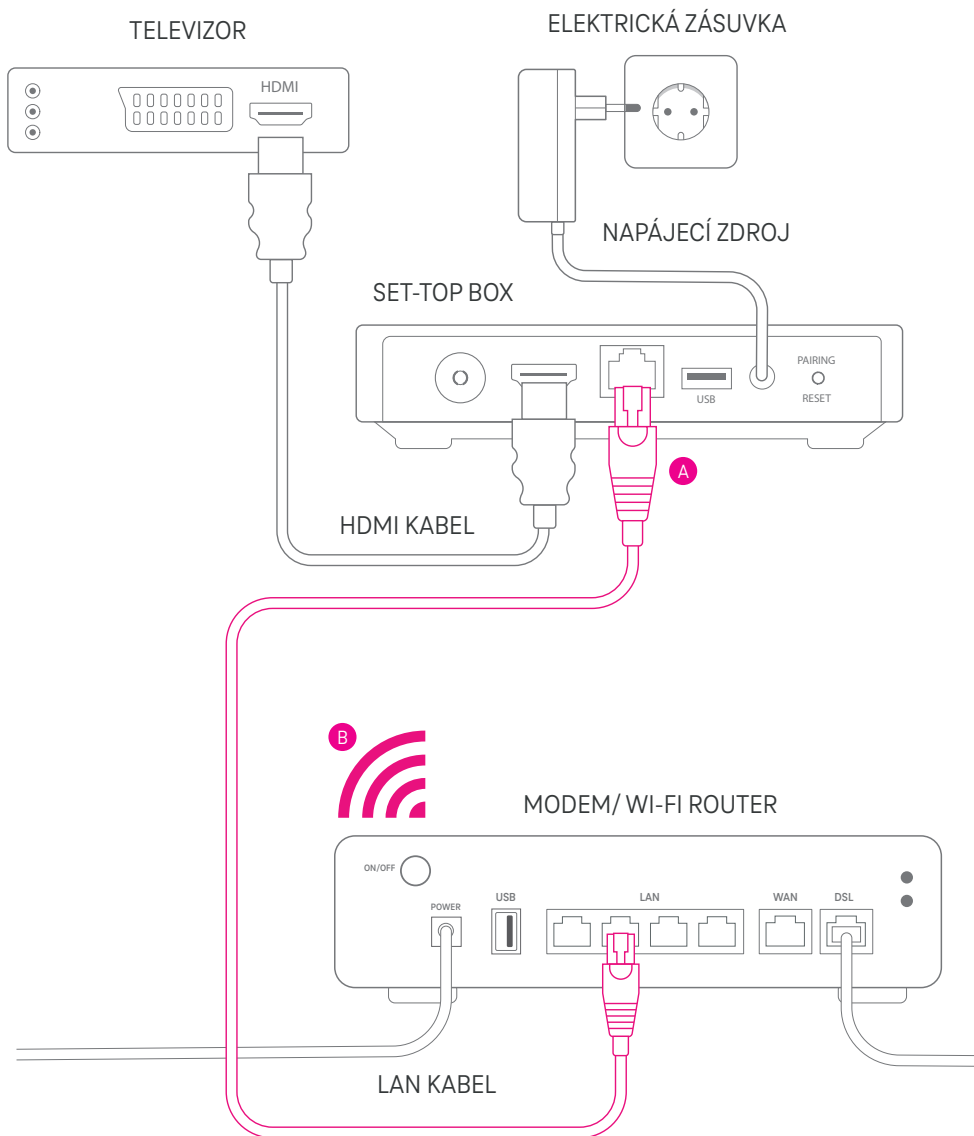 TELEVIZOR
ELEKTRICKÁ ZÁSUVKA
HDMI
NAPÁJECÍ ZDROJ
SET-TOP BOX
PAIRING
USB
RESET
A
HDMI KABEL
B
MODEM/ WI-FI ROUTER
ON/OFF
POWER
USB
LAN
WAN
DSL
LAN KABEL